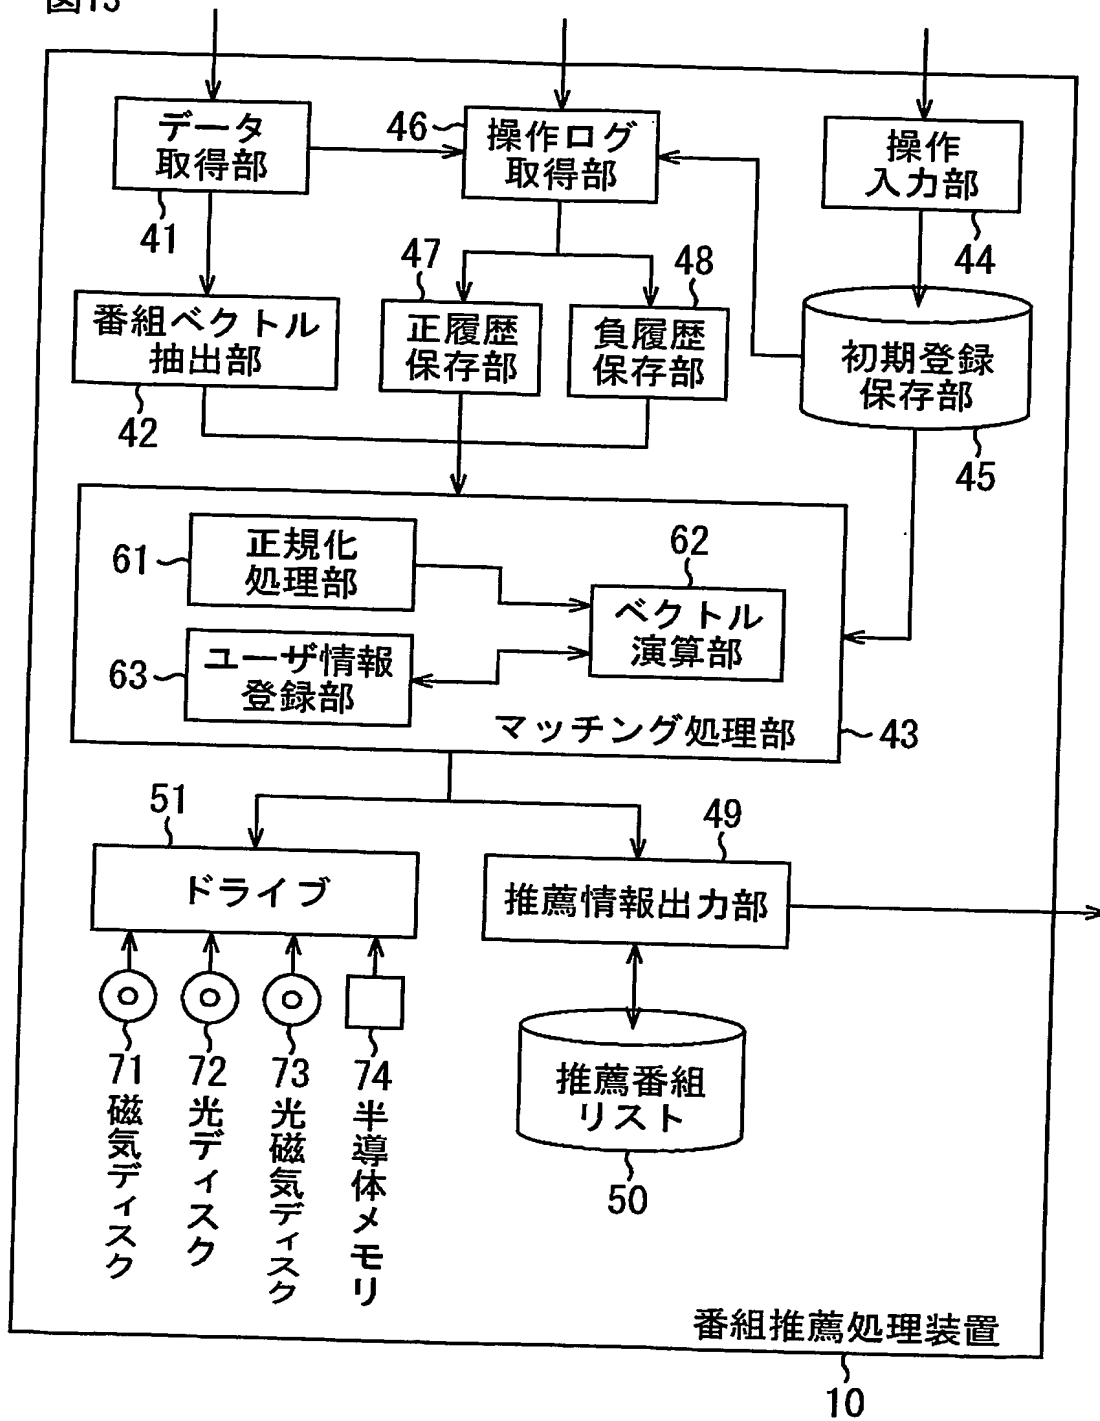 図13
データ
取得部
41
46
操作ログ
取得部
操作
入力部
44
番組ベクトル
抽出部
42
47
正履歴
保存部
48
負履歴
保存部
初期登録
保存部
45
61
正規化
処理部
62
ベクトル
演算部
63
ユーザ情報
登録部
マッチング処理部
43
51
ドライブ
49
推薦情報出力部
71
磁気ディスク
72
光ディスク
73
光磁気ディスク
74
半導体メモリ
推薦番組
リスト
50
番組推薦処理装置
10